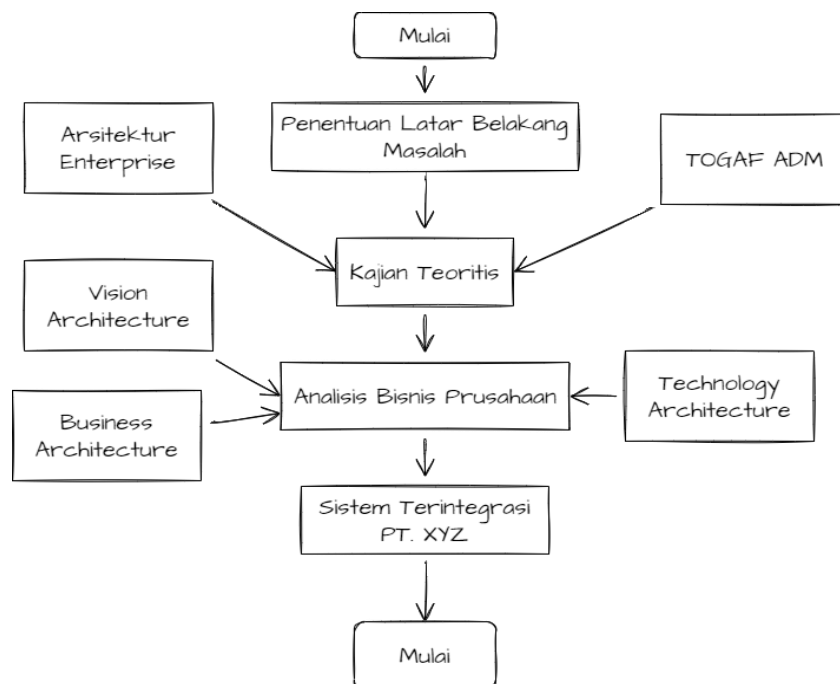 Mulai
Penentuan Latar Belakang
Masalah
Arsitektur
Enterprise
TOGAF ADM
Kajian Teoritis
Vision
Architecture
Analisis Bisnis Prusahaan
Technology
Architecture
Business
Architecture
Sistem Terintegrasi
PT. XYZ
Mulai